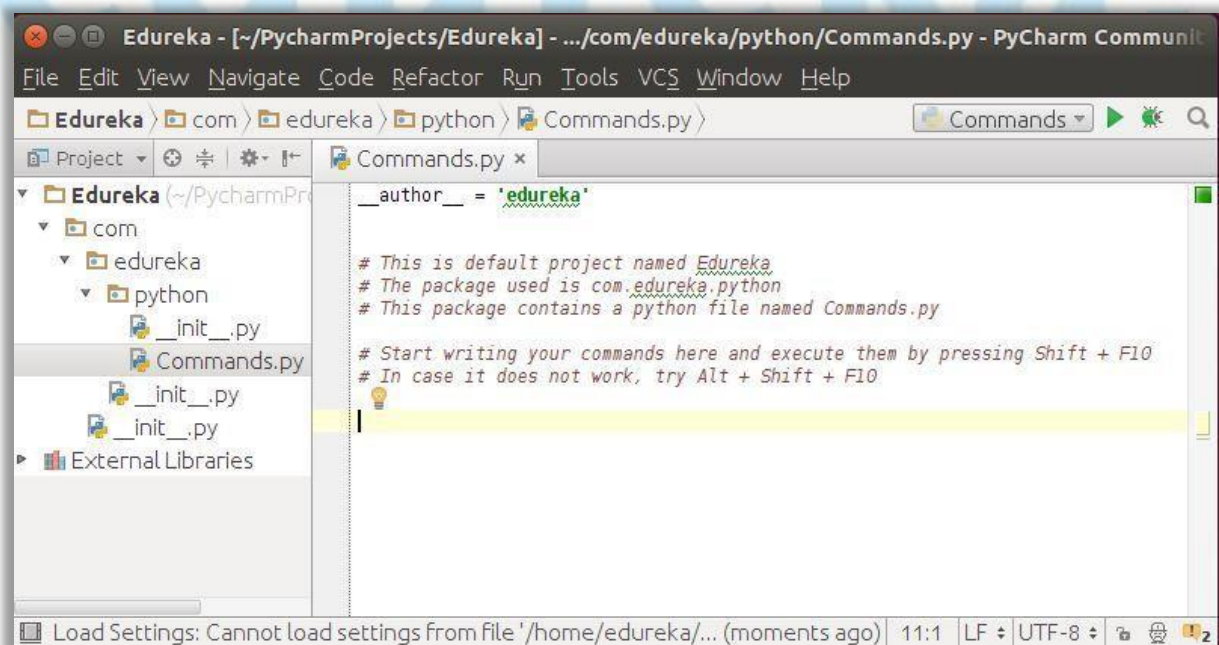 Edureka - [~/PycharmProjects/Edureka] - .../com/edureka/python/Commands.py - PyCharm Communit
File Edit View Navigate Code Refactor Run Tools VCS Window Help
Edureka com edureka python Commands.py Commands
Project Commands.py ×
Edureka (~/PycharmPro
com
edureka
python
__init__.py
Commands.py
__init__.py
__init__.py
External Libraries
__author__ = 'edureka'
# This is default project named Edureka
# The package used is com.edureka.python
# This package contains a python file named Commands.py
# Start writing your commands here and execute them by pressing Shift + F10
# In case it does not work, try Alt + Shift + F10
Load Settings: Cannot load settings from file '/home/edureka/... (moments ago) 11:1 LF UTF-8 2